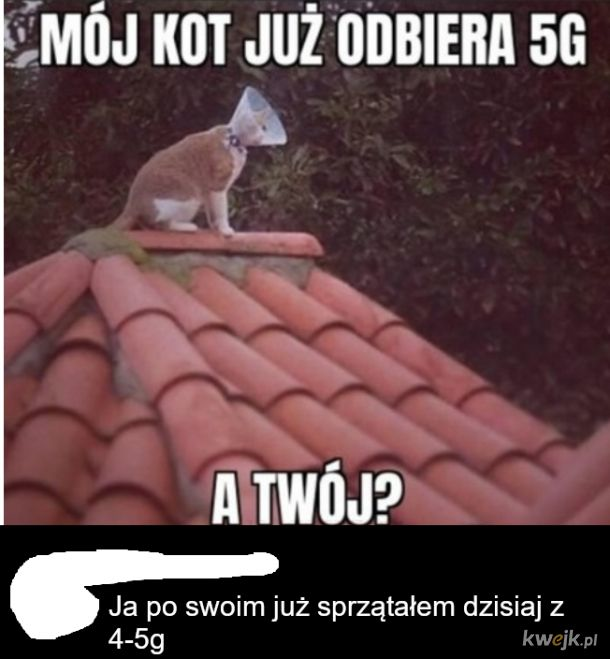 MÓJ KOT JUŻ ODBIERA 5G
A TWÓJ?
Ja po swoim już sprzątałem dzisiaj z
4-5g
kwejk.pl